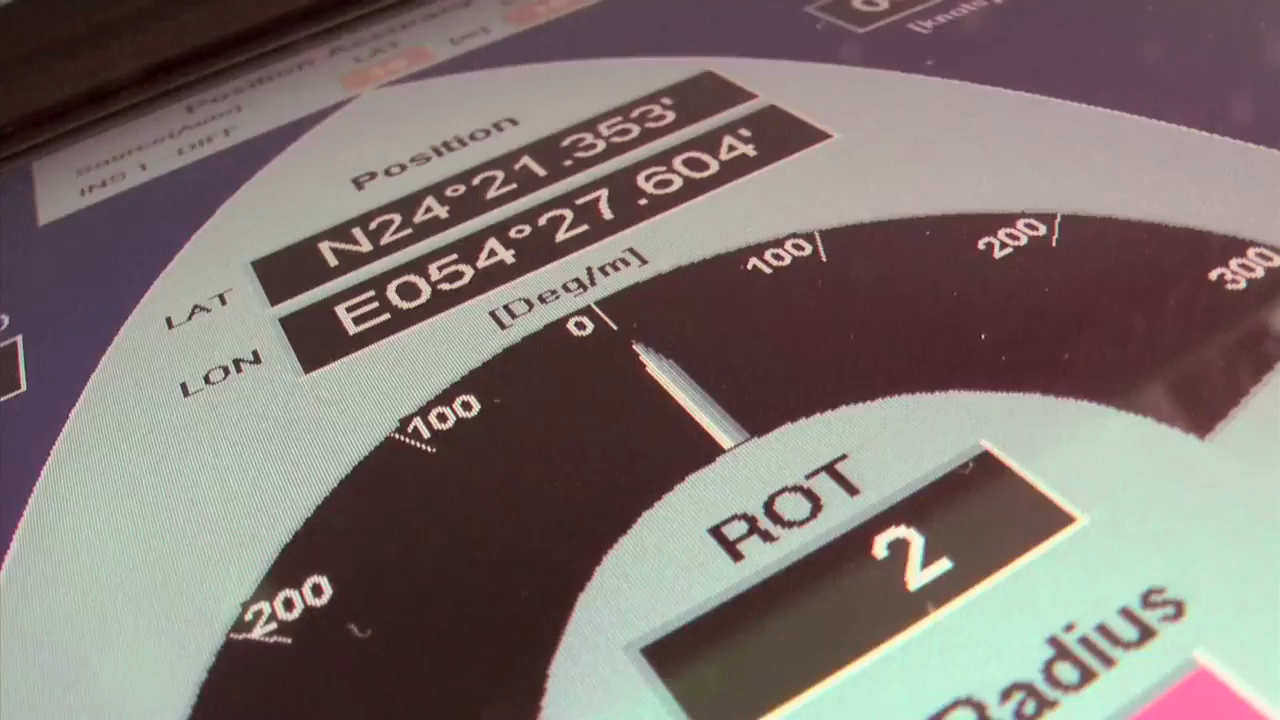 Position Accuracy
LAT [m]
Source[Auto]
INS 1 - DIFF
[knots]
Position
LAT N24°21.353'
LON E054°27.604'
[Deg/m]
0
100
200
300
100
200
ROT
2
Radius